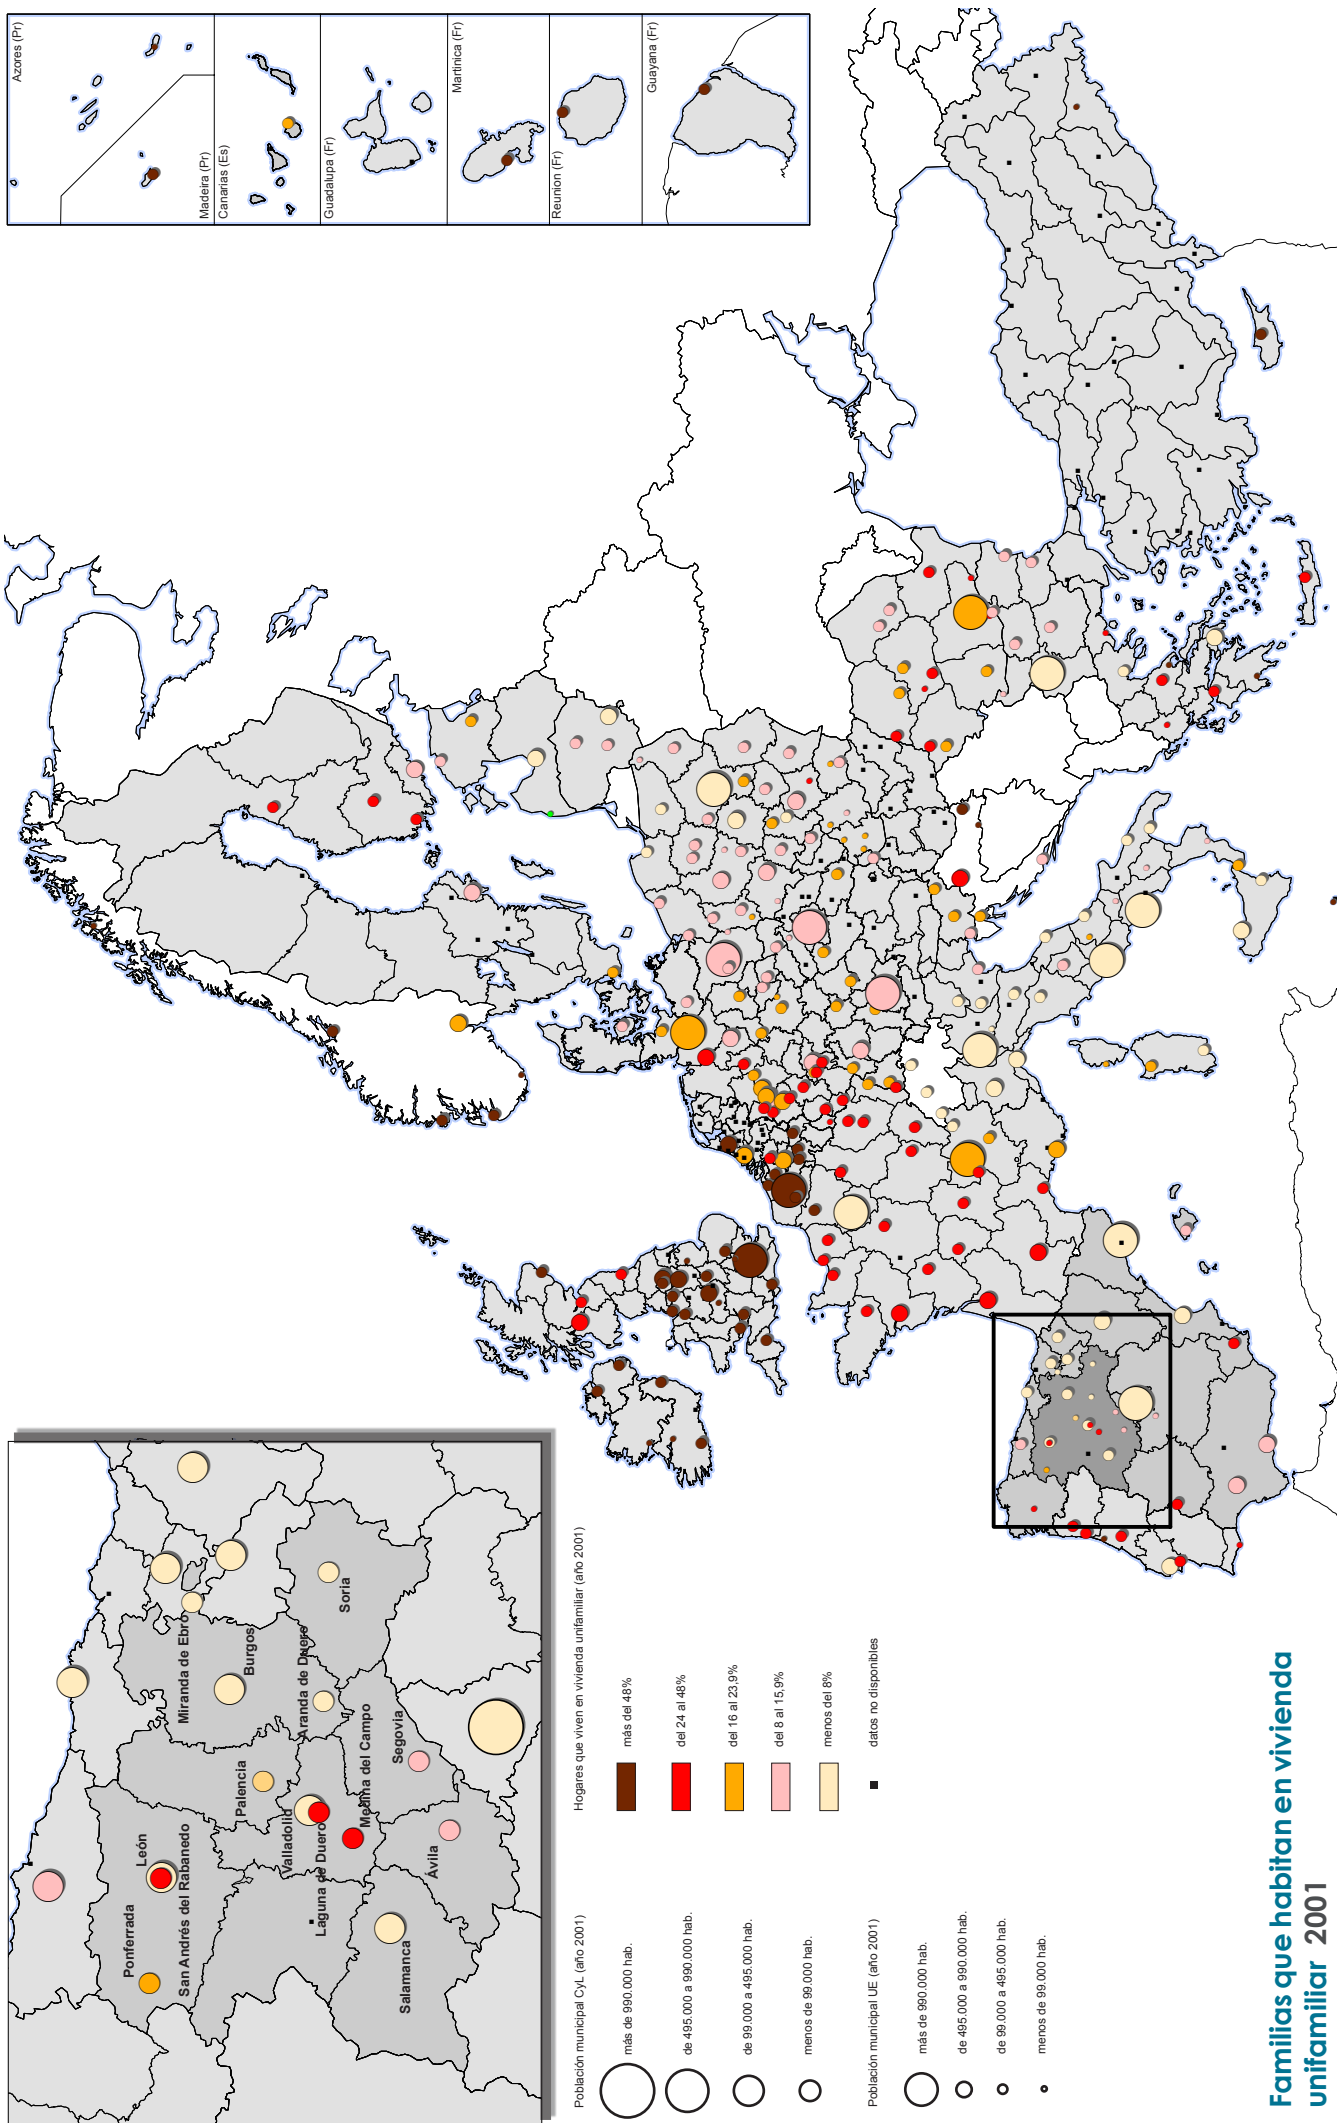 Familias que habitan en vivienda
unifamiliar 2001
Ponferrada
León
San Andrés del Rabanedo
Palencia
Miranda de Ebro
Burgos
Aranda de Duero
Soria
Valladolid
Laguna de Duero
Medina del Campo
Segovia
Ávila
Salamanca
Población municipal CyL (año 2001)
más de 990.000 hab.
de 495.000 a 990.000 hab.
de 99.000 a 495.000 hab.
menos de 99.000 hab.
Población municipal UE (año 2001)
más de 990.000 hab.
de 495.000 a 990.000 hab.
de 99.000 a 495.000 hab.
menos de 99.000 hab.
Hogares que viven en vivienda unifamiliar (año 2001)
más del 48%
del 24 al 48%
del 16 al 23,9%
del 8 al 15,9%
menos del 8%
datos no disponibles
Azores (Pr)
Madeira (Pr)
Canarias (Es)
Guadalupa (Fr)
Martinica (Fr)
Reunion (Fr)
Guayana (Fr)